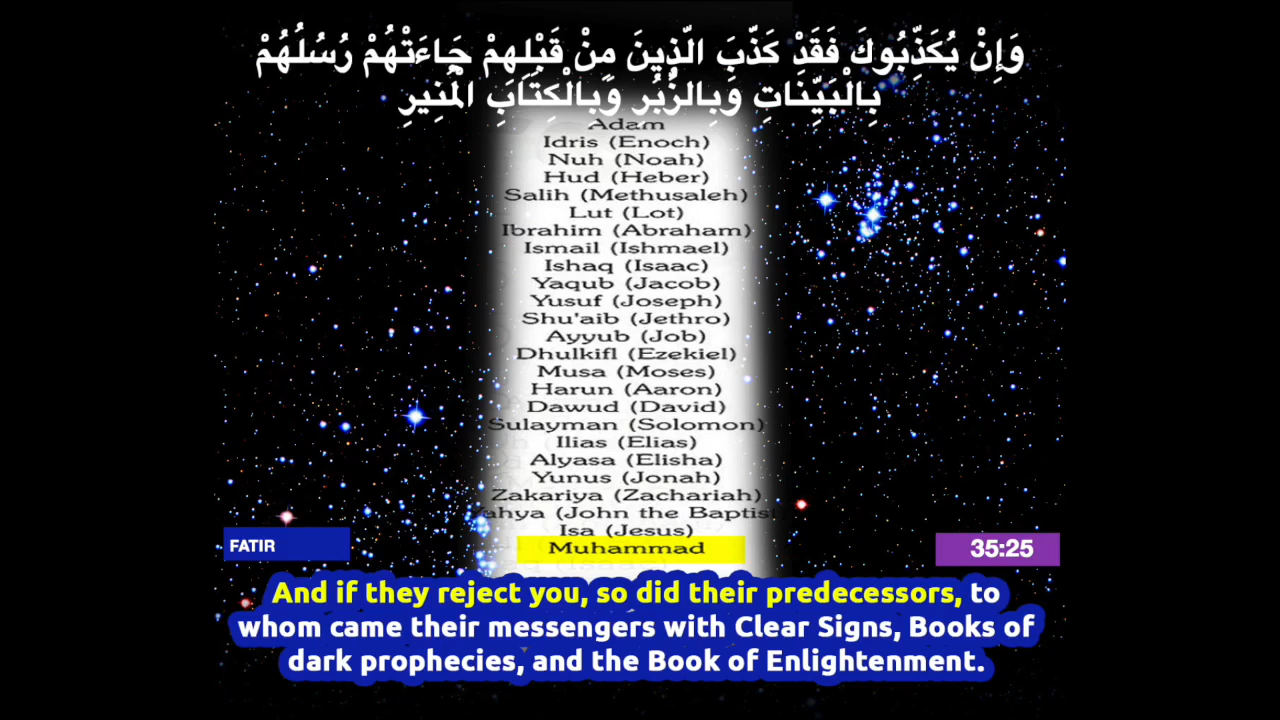 وَإِنْ يُكَذِّبُوكَ فَقَدْ كَذَّبَ الَّذِينَ مِنْ قَبْلِهِمْ جَاءَتْهُمْ رُسُلُهُمْ
بِالْبَيِّنَاتِ وَبِالزُّبُرِ وَبِالْكِتَابِ الْمُنِيرِ
Adam
Idris (Enoch)
Nuh (Noah)
Hud (Heber)
Salih (Methusaleh)
Lut (Lot)
Ibrahim (Abraham)
Ismail (Ishmael)
Ishaq (Isaac)
Yaqub (Jacob)
Yusuf (Joseph)
Shu'aib (Jethro)
Ayyub (Job)
Dhulkifl (Ezekiel)
Musa (Moses)
Harun (Aaron)
Dawud (David)
Sulayman (Solomon)
Ilias (Elias)
Alyasa (Elisha)
Yunus (Jonah)
Zakariya (Zachariah)
ahya (John the Baptist
Isa (Jesus)
Muhammad
FATIR
35:25
And if they reject you, so did their predecessors, to
whom came their messengers with Clear Signs, Books of
dark prophecies, and the Book of Enlightenment.